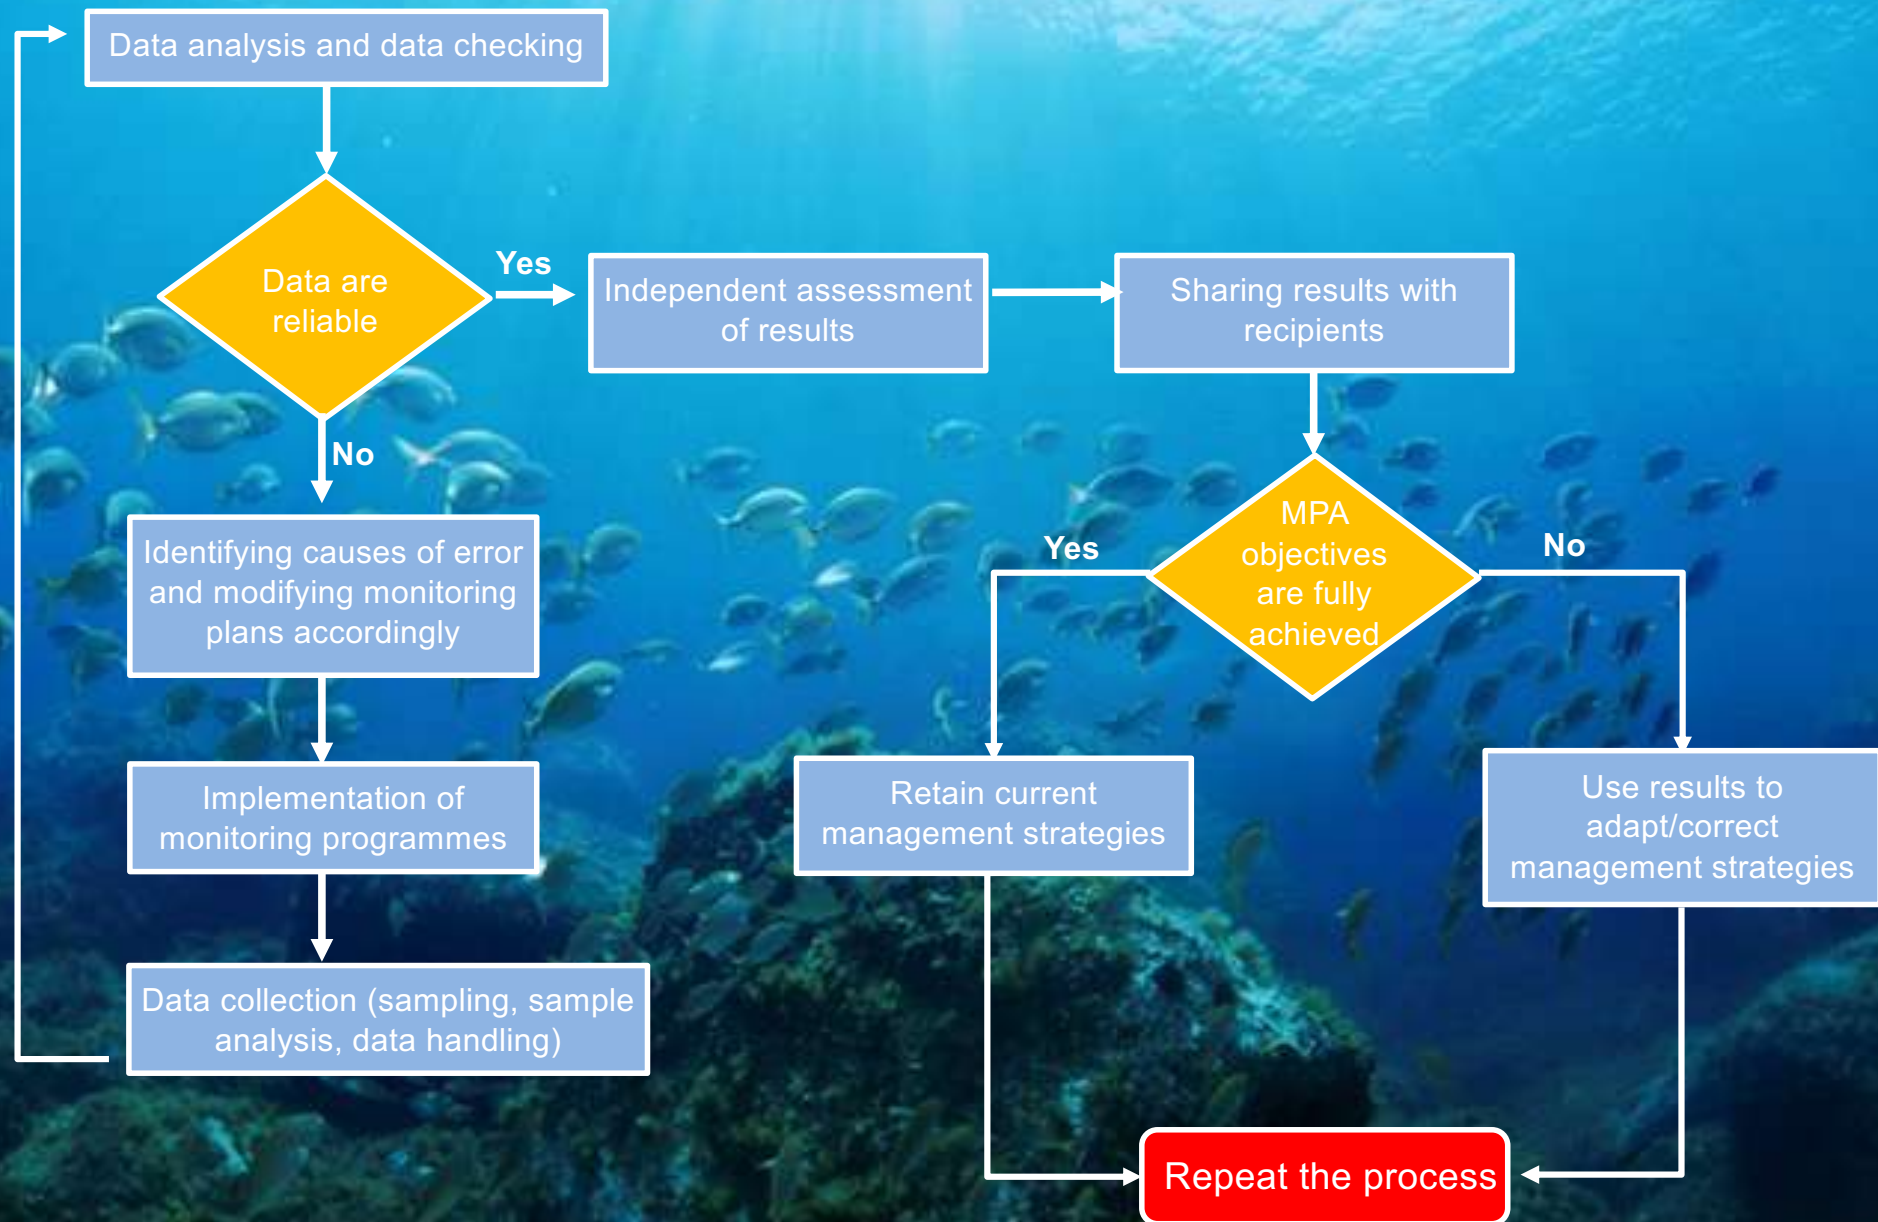 Data analysis and data checking
Data are
reliable
Yes
Independent assessment
of results
Sharing results with
recipients
No
Identifying causes of error
and modifying monitoring
plans accordingly
MPA
objectives
are fully
achieved
Yes
No
Implementation of
monitoring programmes
Retain current
management strategies
Use results to
adapt/correct
management strategies
Data collection (sampling, sample
analysis, data handling)
Repeat the process